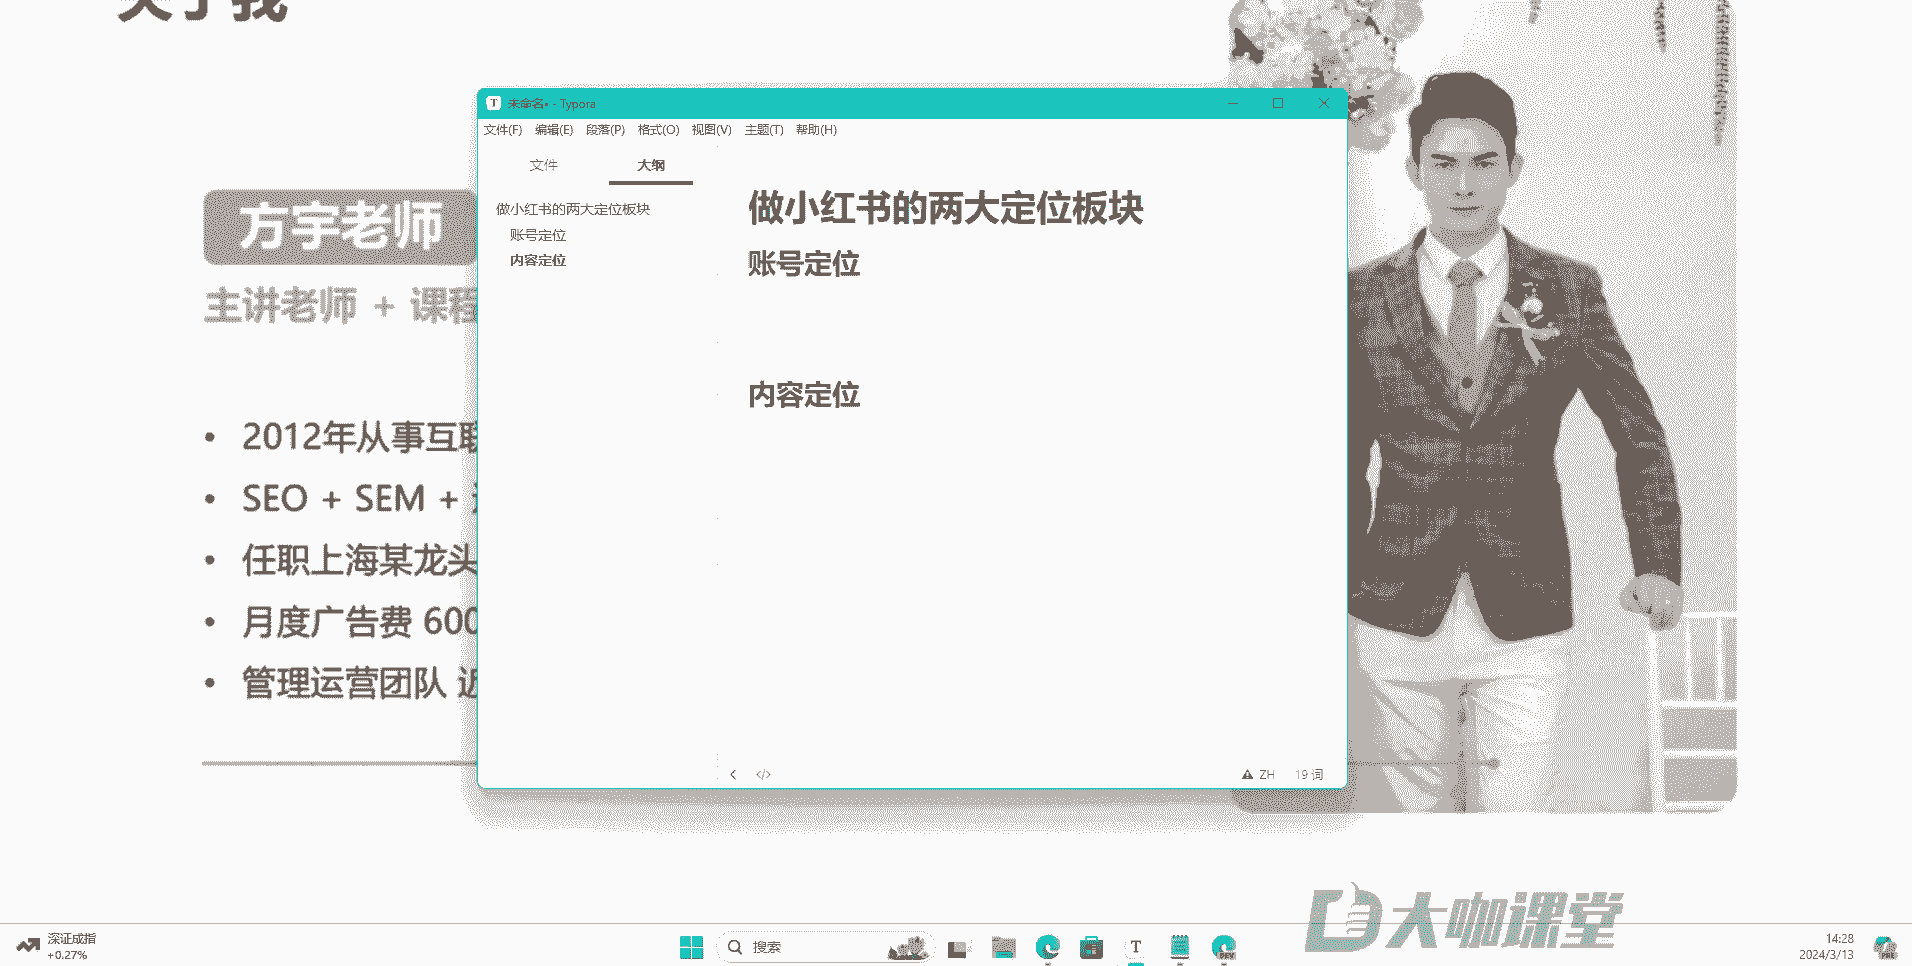 关于我
方宇老师
主讲老师 + 课程
2012年从事互联
SEO + SEM +
任职上海某龙头
月度广告费 600
管理运营团队 近
未命名• - Typora
文件(F) 编辑(E) 段落(P) 格式(O) 视图(V) 主题(T) 帮助(H)
文件 大纲
做小红书的两大定位板块
账号定位
内容定位
做小红书的两大定位板块
账号定位
内容定位
ZH 19 词
大咖课堂
深证成指
+0.27%
搜索
14:28
2024/3/13